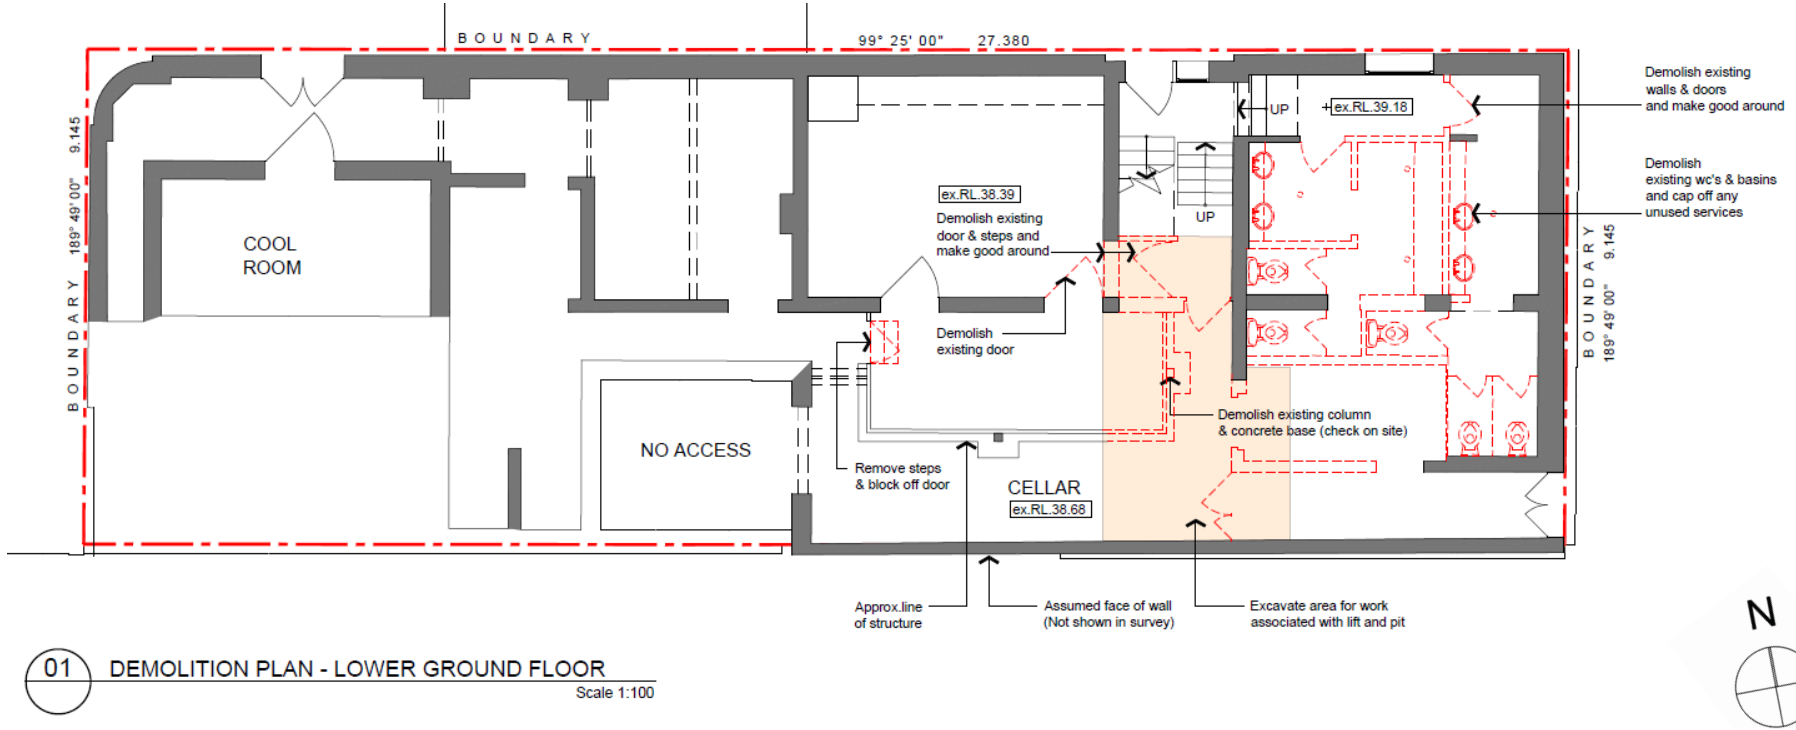 BOUNDARY
99° 25' 00" 27.380
Demolish existing
walls & doors
and make good around
UP
ex.RL.39.18
9.145
189° 49' 00"
BOUNDARY
Demolish
existing wc's & basins
and cap off any
unused services
ex.RL.38.39
Demolish existing
door & steps and
make good around
UP
COOL
ROOM
BOUNDARY
9.145
189° 49' 00"
Demolish
existing door
Demolish existing column
& concrete base (check on site)
NO ACCESS
Remove steps
& block off door
CELLAR
ex.RL.38.68
Approx.line
of structure
Assumed face of wall
(Not shown in survey)
Excavate area for work
associated with lift and pit
N
01
DEMOLITION PLAN - LOWER GROUND FLOOR
Scale 1:100